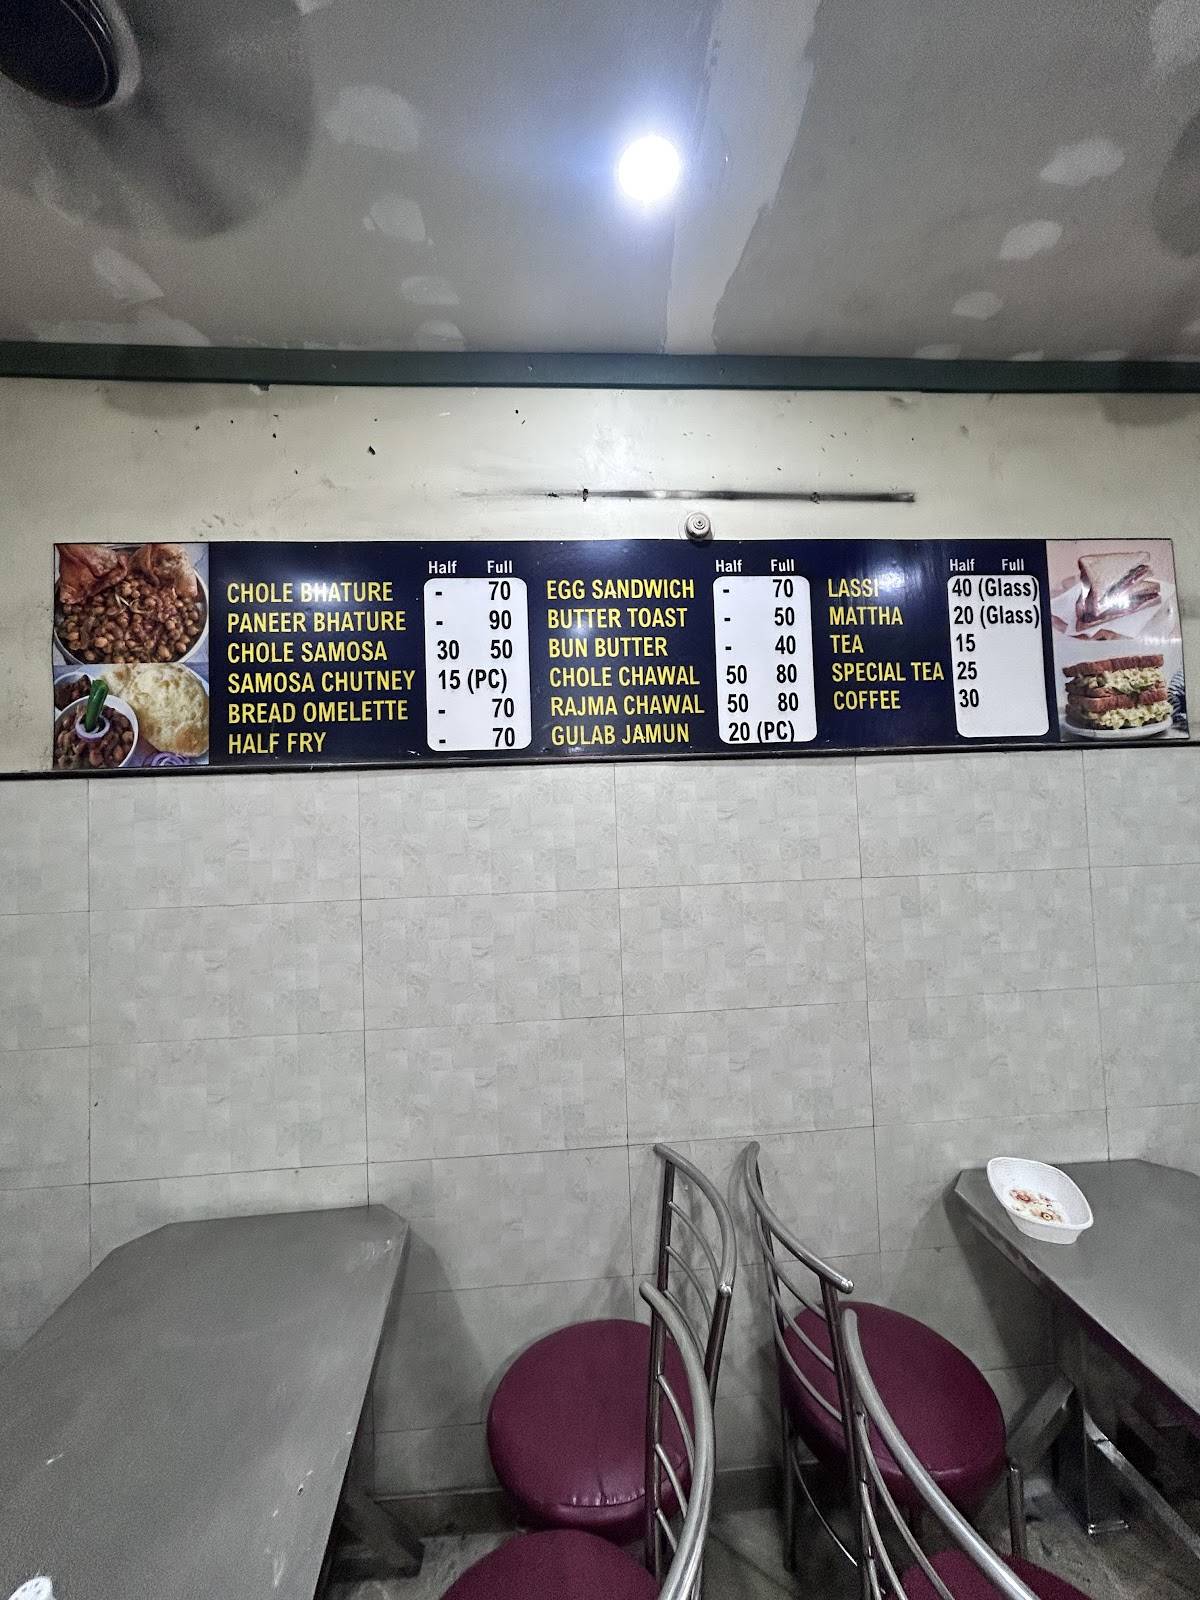 Half Full
CHOLE BHATURE - 70
PANEER BHATURE - 90
CHOLE SAMOSA 30 50
SAMOSA CHUTNEY 15 (PC)
BREAD OMELETTE - 70
HALF FRY - 70
Half Full
EGG SANDWICH - 70
BUTTER TOAST - 50
BUN BUTTER - 40
CHOLE CHAWAL 50 80
RAJMA CHAWAL 50 80
GULAB JAMUN 20 (PC)
Half Full
LASSI 40 (Glass)
MATTHA 20 (Glass)
TEA 15
SPECIAL TEA 25
COFFEE 30